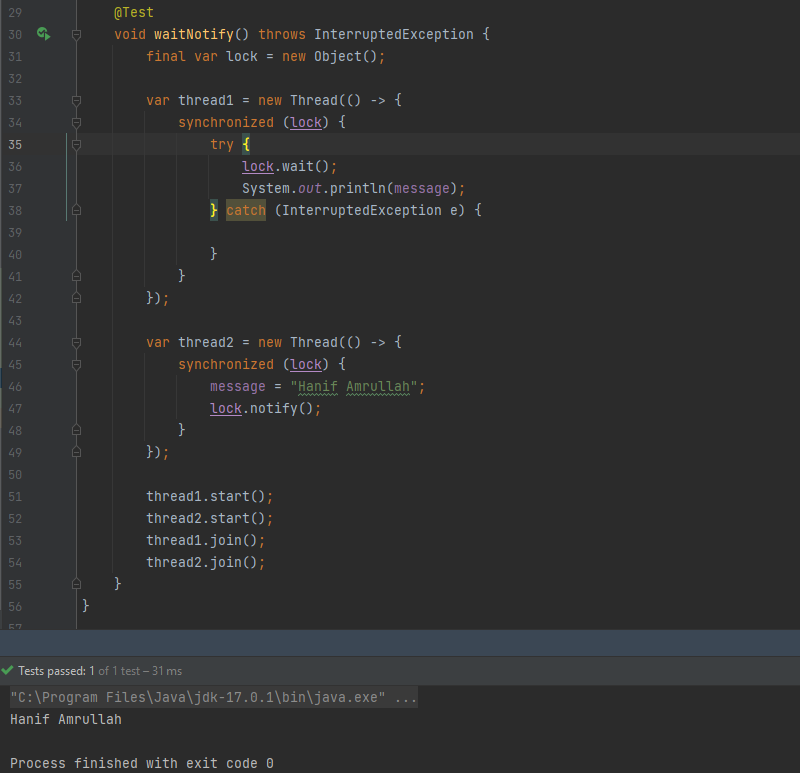 29 @Test
30 void waitNotify() throws InterruptedException {
31 final var lock = new Object();
32
33 var thread1 = new Thread(() -> {
34 synchronized (lock) {
35 try {
36 lock.wait();
37 System.out.println(message);
38 } catch (InterruptedException e) {
39
40 }
41 }
42 });
43
44 var thread2 = new Thread(() -> {
45 synchronized (lock) {
46 message = "Hanif Amrullah";
47 lock.notify();
48 }
49 });
50
51 thread1.start();
52 thread2.start();
53 thread1.join();
54 thread2.join();
55 }
56 }
57
Tests passed: 1 of 1 test – 31 ms
"C:\Program Files\Java\jdk-17.0.1\bin\java.exe" ...
Hanif Amrullah
Process finished with exit code 0